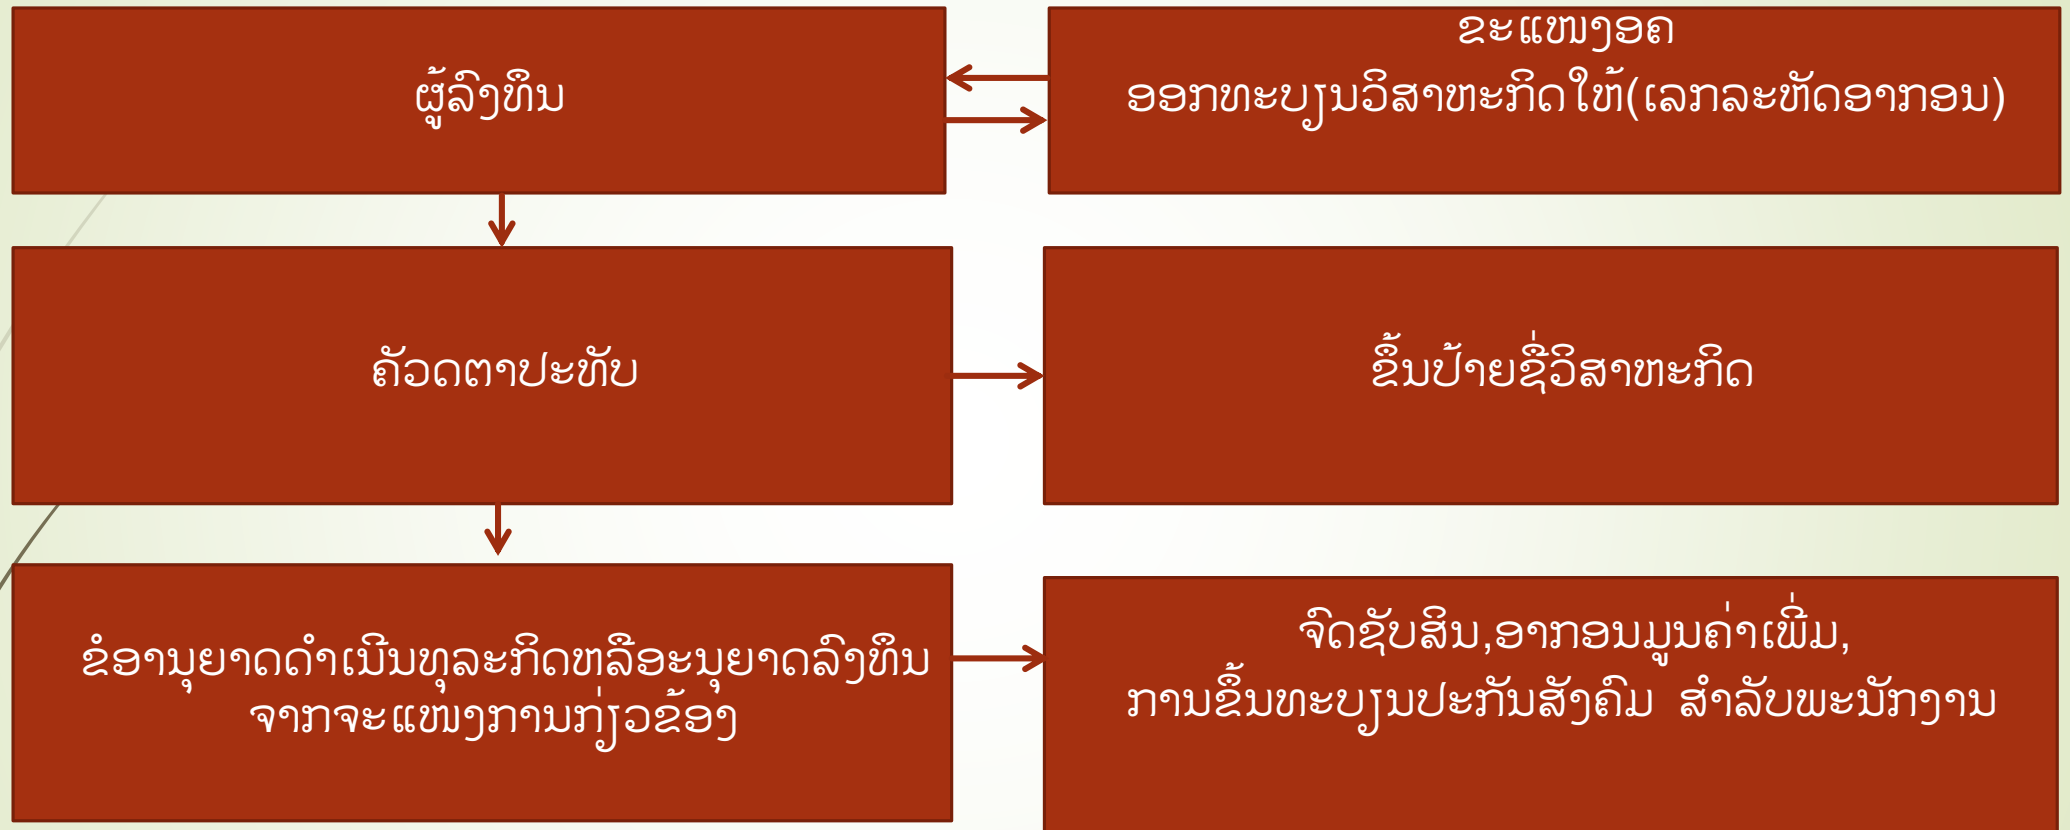 ຜູ້ລົງທຶນ
ຂະແໜງອຄ
ອອກທະບຽນວິສາຫະກິດໃຫ້(ເລກລະຫັດອາກອນ)
ຄັວດຕາປະທັບ
ຂຶ້ນປ້າຍຊື່ວິສາຫະກິດ
ຂໍອານຸຍາດດຳເນີນທຸລະກິດຫລືອະນຸຍາດລົງທຶນ
ຈາກຈະແໜງການກ່ຽວຂ້ອງ
ຈົດຊັບສິນ,ອາກອນມູນຄ່າເພີ່ມ,
ການຂຶ້ນທະບຽນປະກັນສັງຄົມ ສຳລັບພະນັກງານ